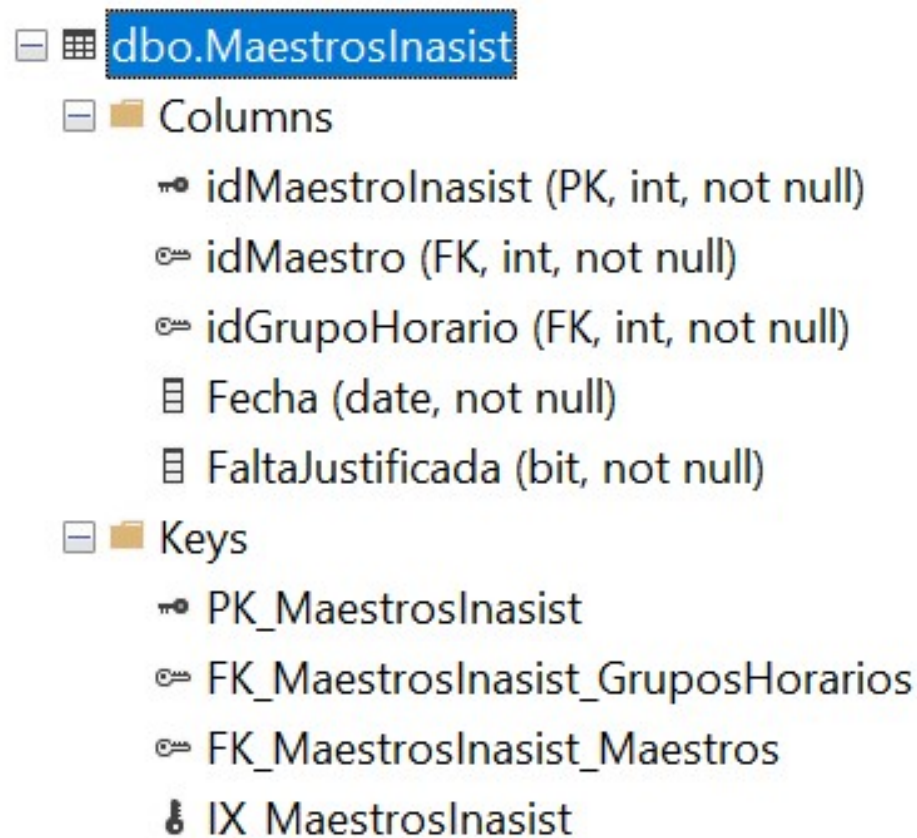 dbo.MaestrosInasist
Columns
idMaestroInasist (PK, int, not null)
idMaestro (FK, int, not null)
idGrupoHorario (FK, int, not null)
Fecha (date, not null)
FaltaJustificada (bit, not null)
Keys
PK_MaestrosInasist
FK_MaestrosInasist_GruposHorarios
FK_MaestrosInasist_Maestros
IX_MaestrosInasist